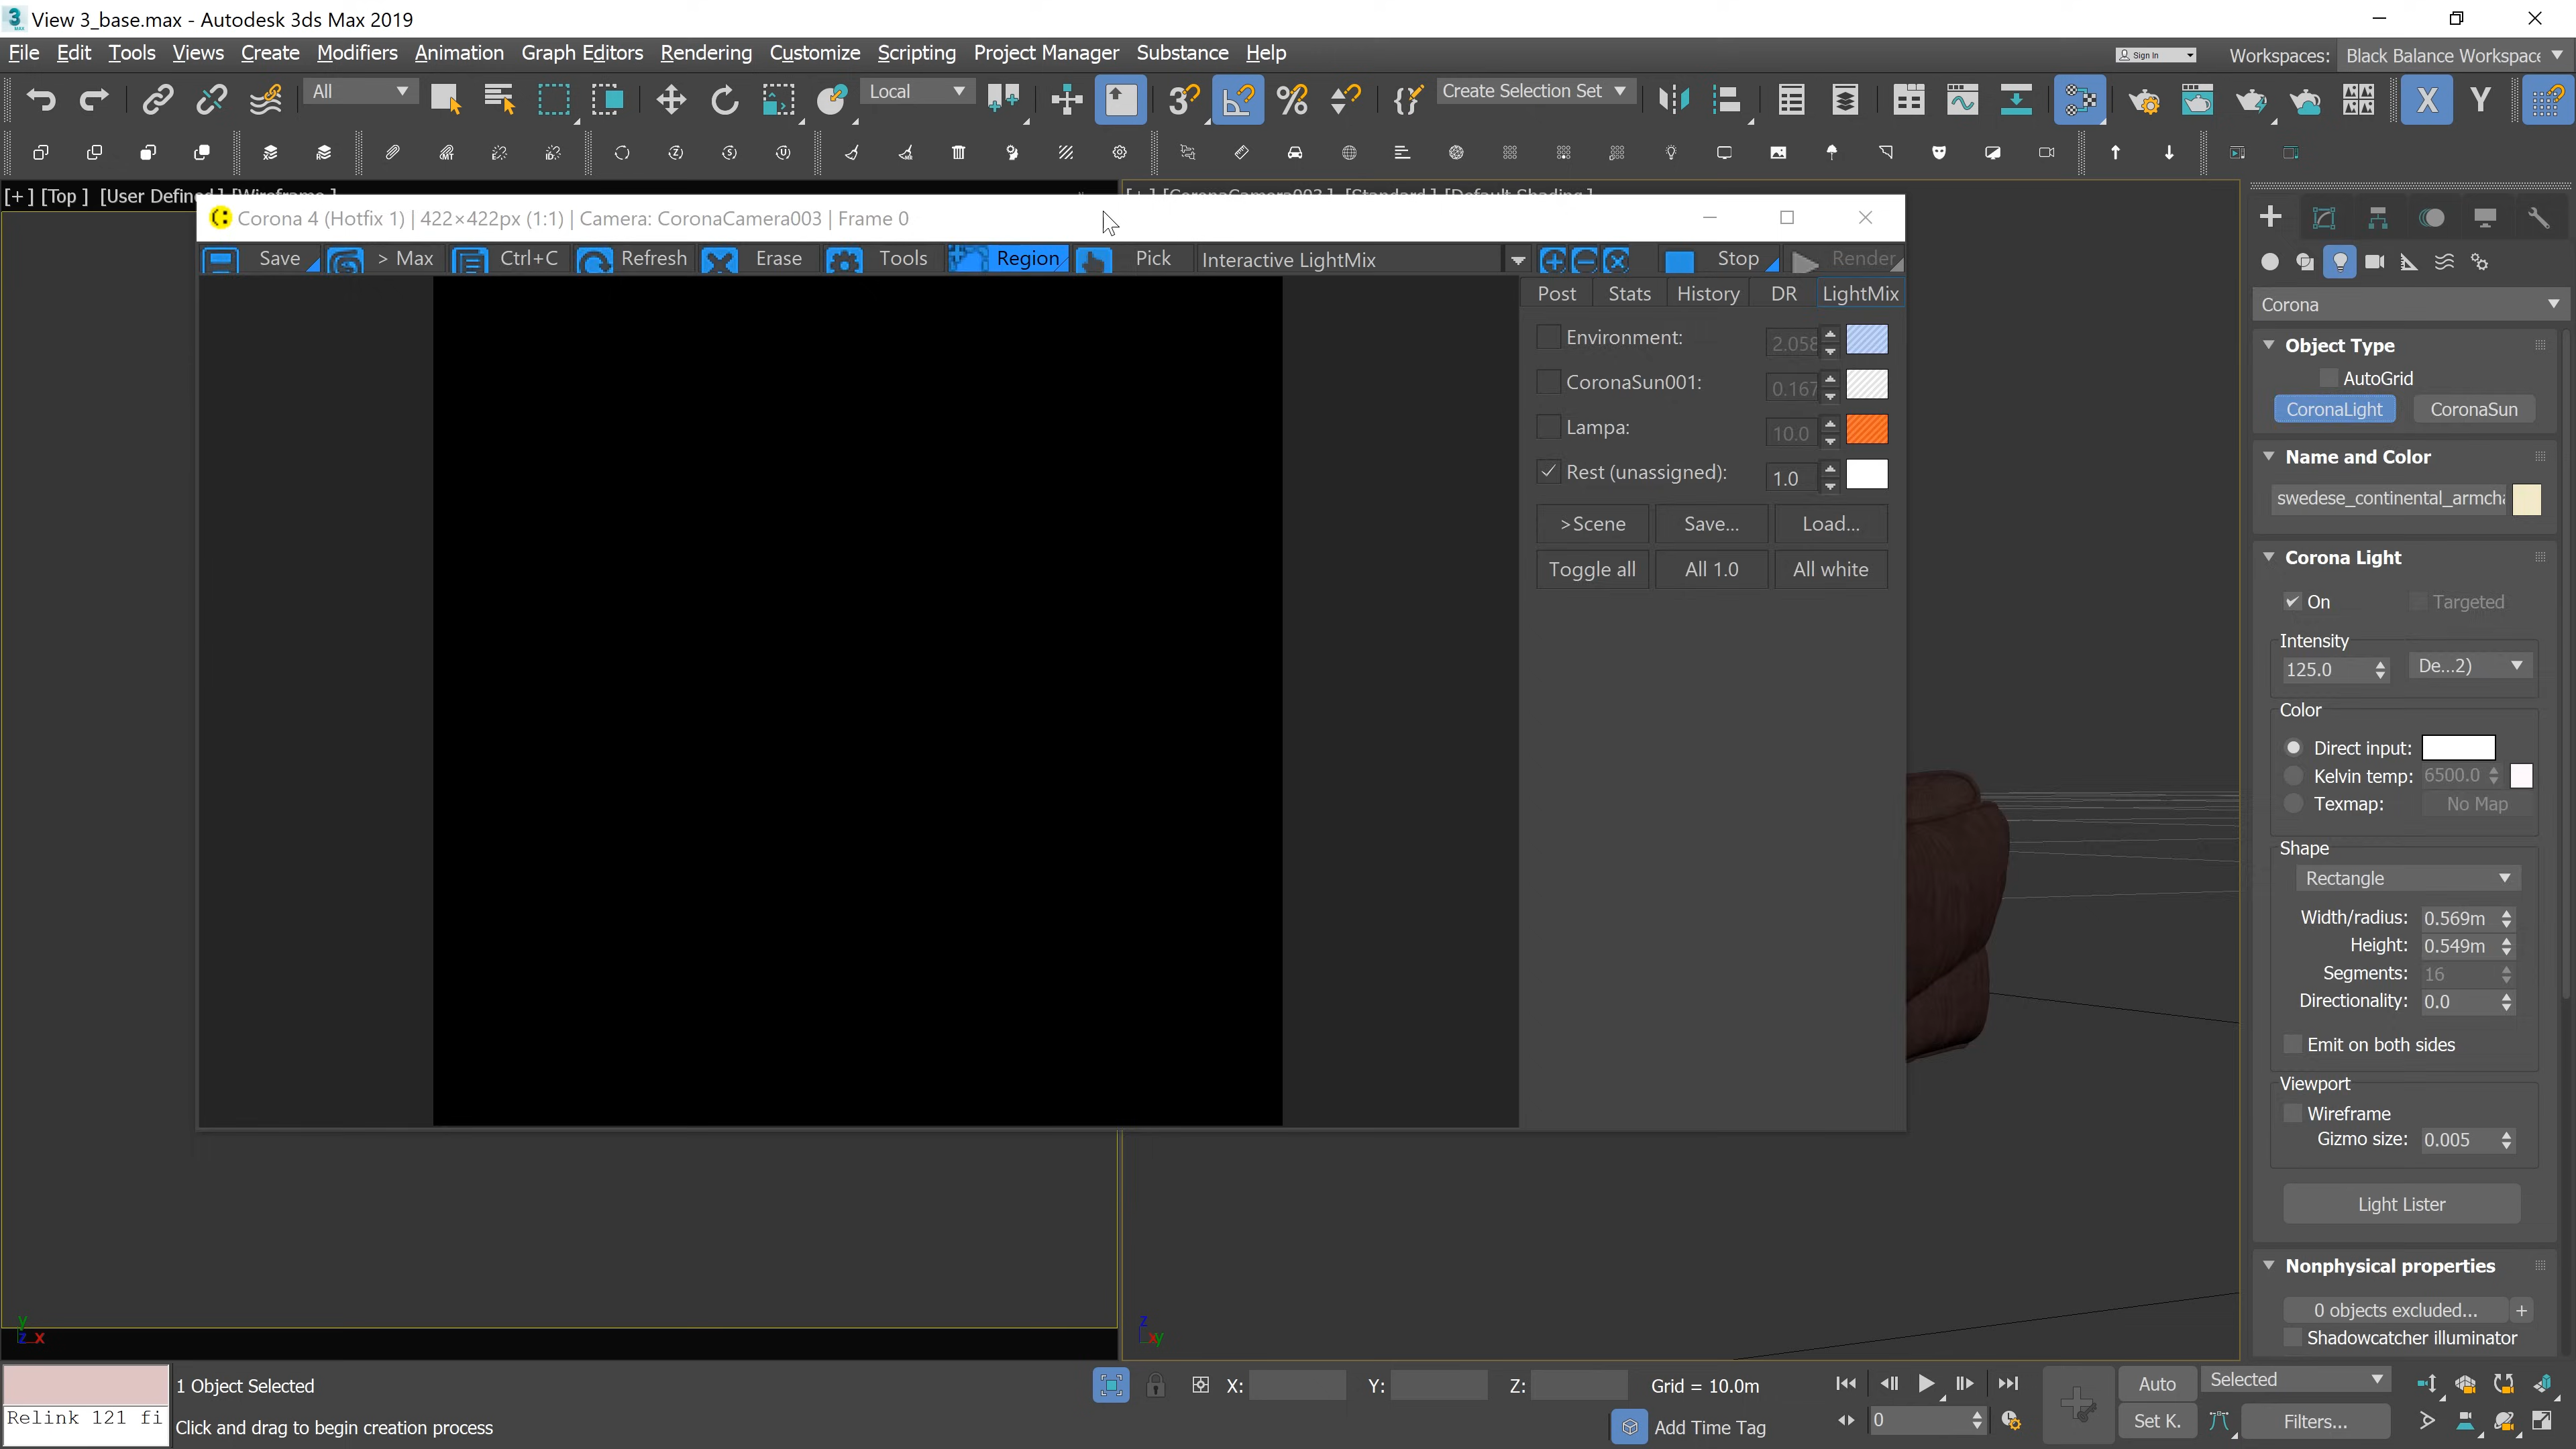 View 3_base.max - Autodesk 3ds Max 2019
File Edit Tools Views Create Modifiers Animation Graph Editors Rendering Customize Scripting Project Manager Substance Help
Sign In
Workspaces: Black Balance Workspace
All
Local
Create Selection Set
X Y
[+] [Top ] [User Defined
[CoronaCamera003 ] [Standard ] [Default Shading ]
Corona 4 (Hotfix 1) | 422×422px (1:1) | Camera: CoronaCamera003 | Frame 0
Save > Max Ctrl+C Refresh Erase Tools Region Pick Interactive LightMix Stop Render
Post Stats History DR LightMix
Environment: 2.058
CoronaSun001: 0.167
Lampa: 10.0
Rest (unassigned): 1.0
>Scene Save... Load...
Toggle all All 1.0 All white
Corona
Object Type
AutoGrid
CoronaLight CoronaSun
Name and Color
swedese_continental_armcha
Corona Light
On Targeted
Intensity
125.0 De...2)
Color
Direct input:
Kelvin temp: 6500.0
Texmap: No Map
Shape
Rectangle
Width/radius: 0.569m
Height: 0.549m
Segments: 16
Directionality: 0.0
Emit on both sides
Viewport
Wireframe
Gizmo size: 0.005
Light Lister
Nonphysical properties
0 objects excluded... +
Shadowcatcher illuminator
y
z x
z
x y
1 Object Selected
X: Y: Z: Grid = 10.0m
Auto Selected
Relink 121 fi
Click and drag to begin creation process
Add Time Tag
0
Set K. Filters...